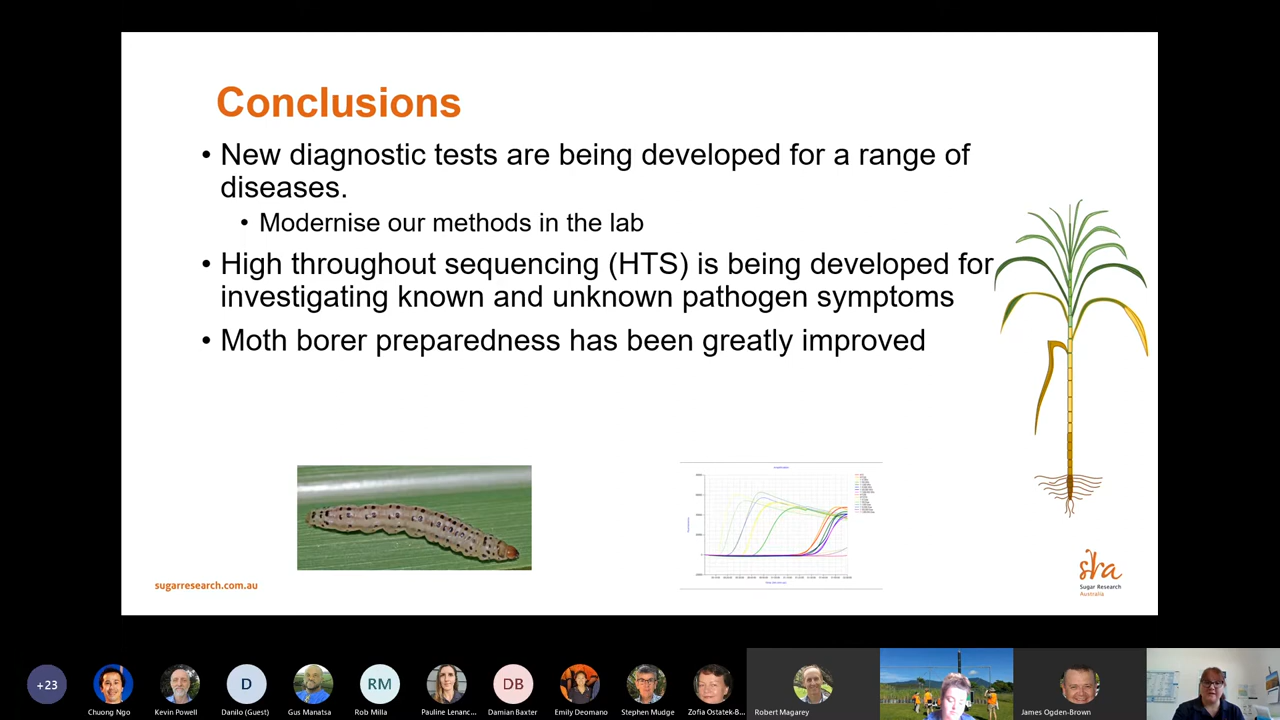 Conclusions
• New diagnostic tests are being developed for a range of
diseases.
• Modernise our methods in the lab
• High throughout sequencing (HTS) is being developed for
investigating known and unknown pathogen symptoms
• Moth borer preparedness has been greatly improved
sugarresearch.com.au
sra
Sugar Research
Australia
+23
D
RM
DB
Chuong Ngo
Kevin Powell
Danilo (Guest)
Gus Manatsa
Rob Milla
Pauline Lenanc...
Damian Baxter
Emily Deomano
Stephen Mudge
Zofia Ostatek-B...
Robert Magarey
James Ogden-Brown